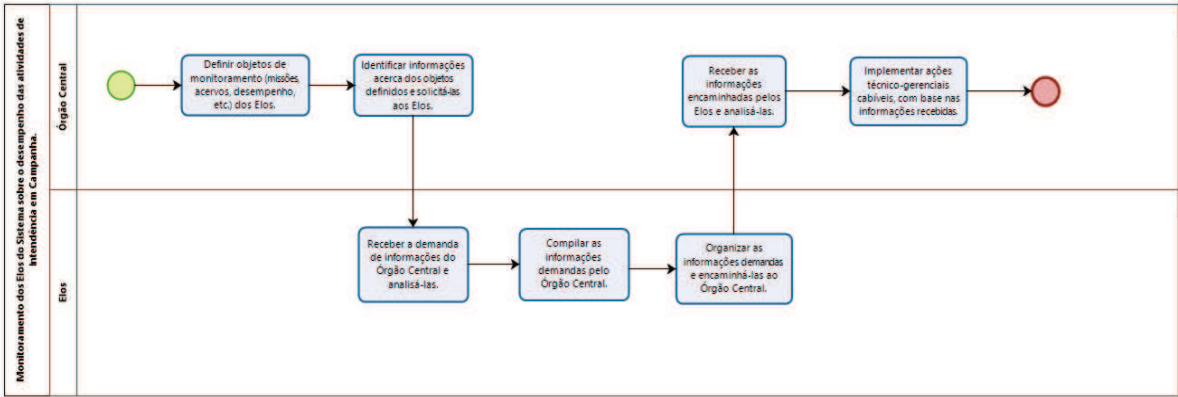 Monitoramento dos Elos do Sistema sobre o desempenho das atividades de
Intendência em Campanha.
Órgão Central
Definir objetos de
monitoramento (missões,
acervos, desempenho,
etc.) dos Elos.
Identificar informações
acerca dos objetos
definidos e solicitá-las
aos Elos.
Receber as
informações
encaminhadas pelos
Elos e analisá-las.
Implementar ações
técnico-gerenciais
cabíveis, com base nas
informações recebidas.
Elos
Receber a demanda
de informações do
Órgão Central e
analisá-las.
Compilar as
informações
demandas pelo
Órgão Central.
Organizar as
informações demandas
e encaminhá-las ao
Órgão Central.